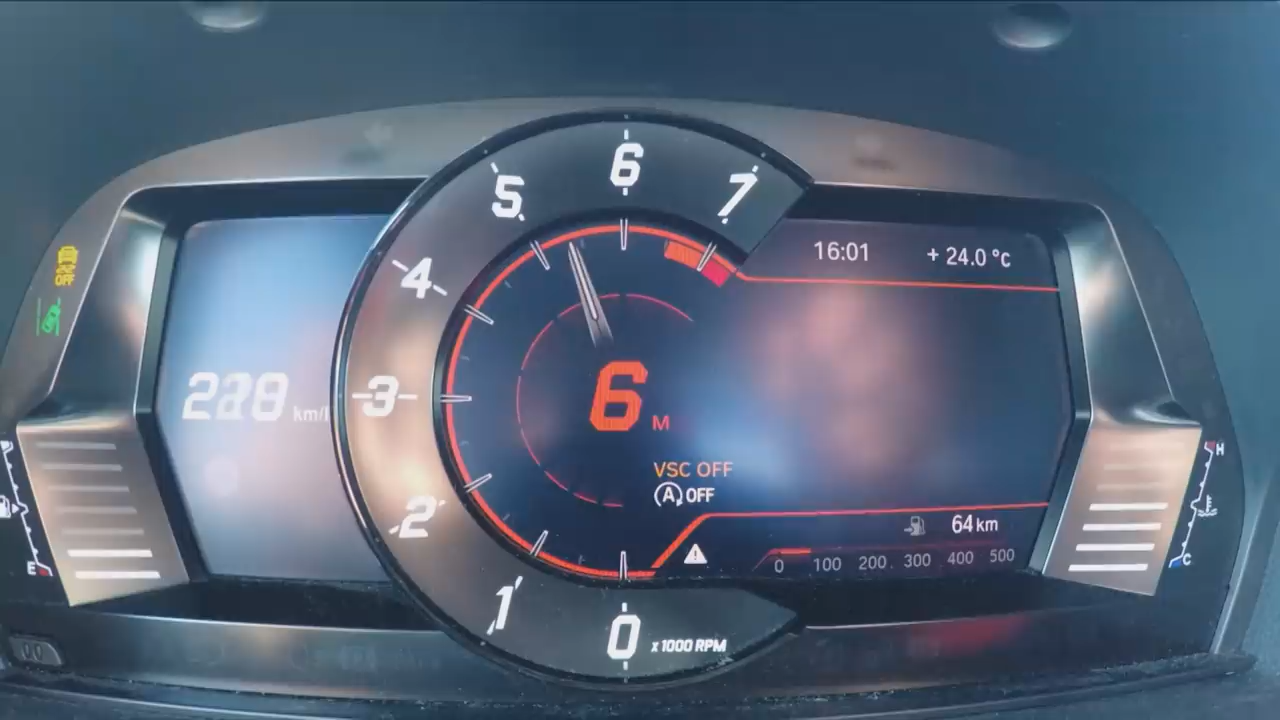 5
6
7
4
3
2
1
0 x1000 RPM
OFF
16:01
+ 24.0 °C
km/
6 M
VSC OFF
A OFF
64 km
0 100 200 300 400 500
E
H
C